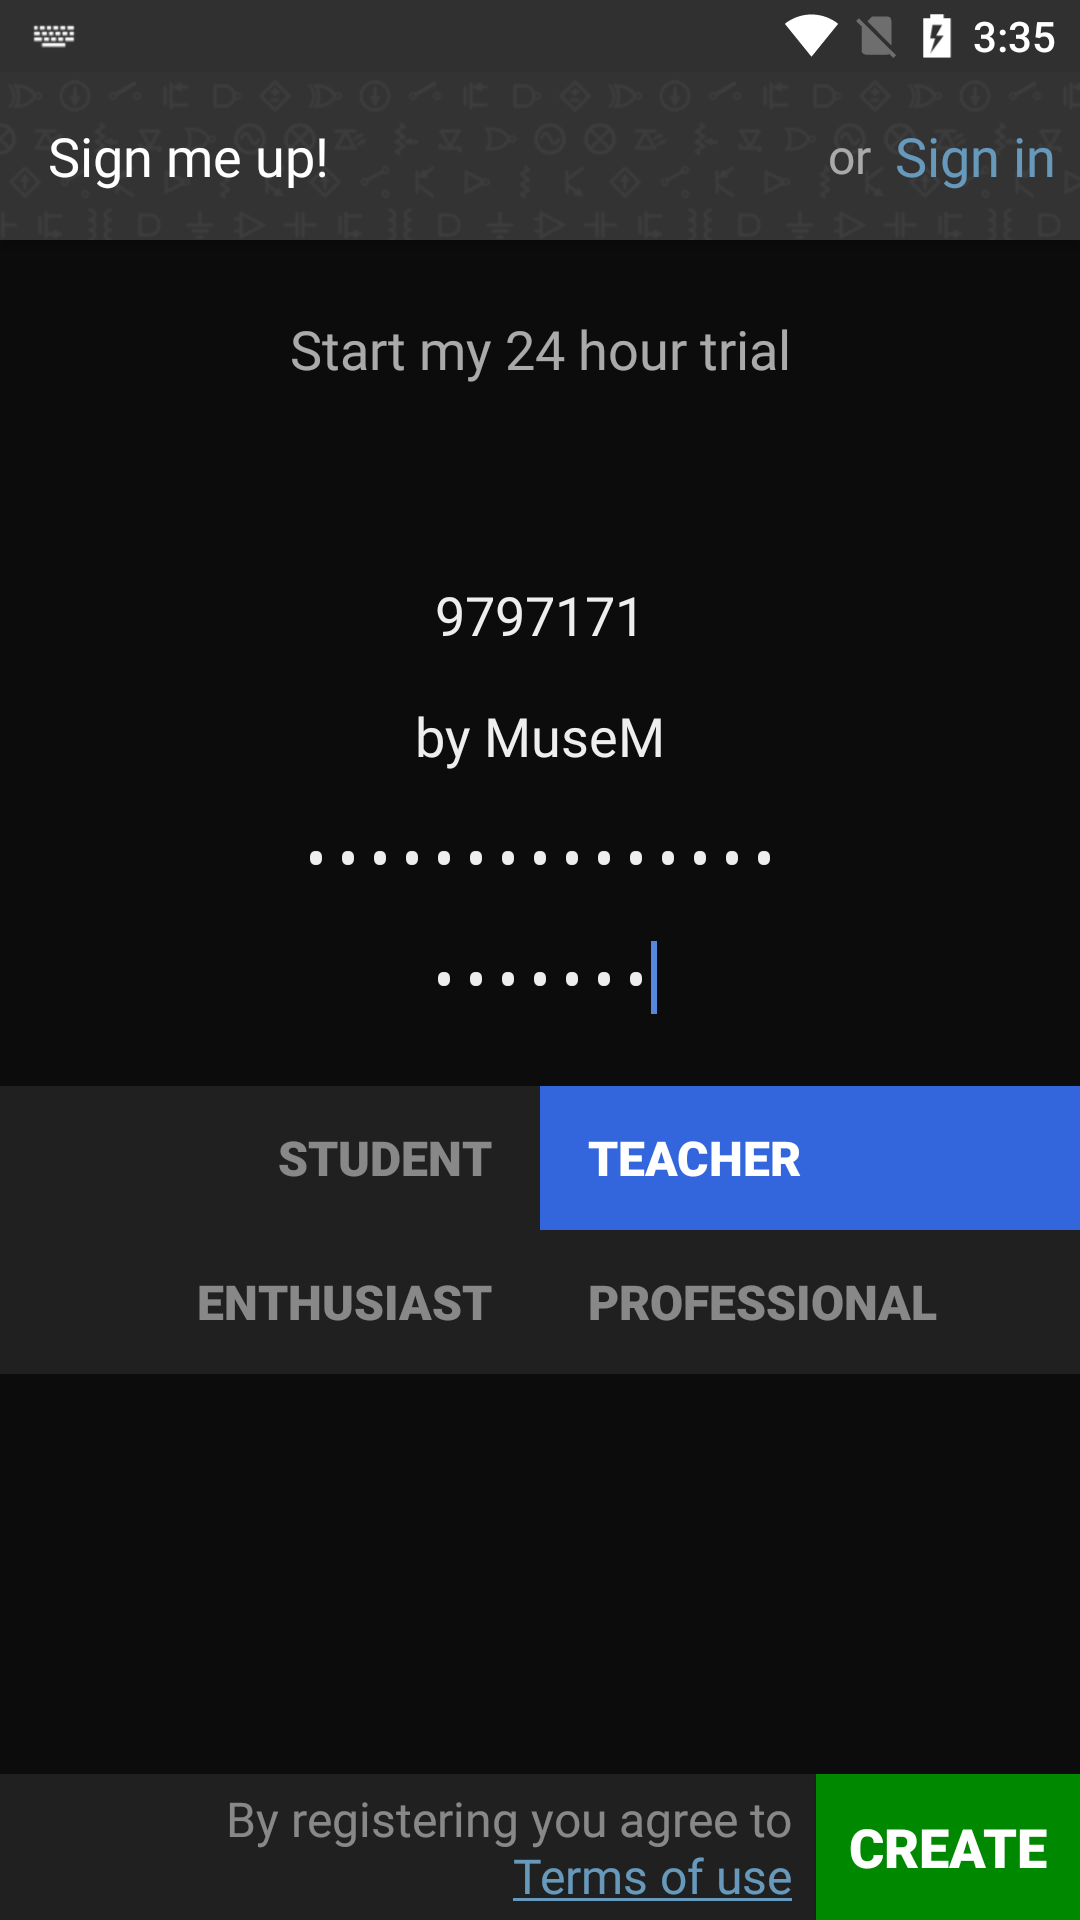 3:35
Sign me up! or Sign in
Start my 24 hour trial
9797171
by MuseM
•••••••••••••••
•••••••
STUDENT TEACHER
ENTHUSIAST PROFESSIONAL
By registering you agree to
Terms of use
CREATE